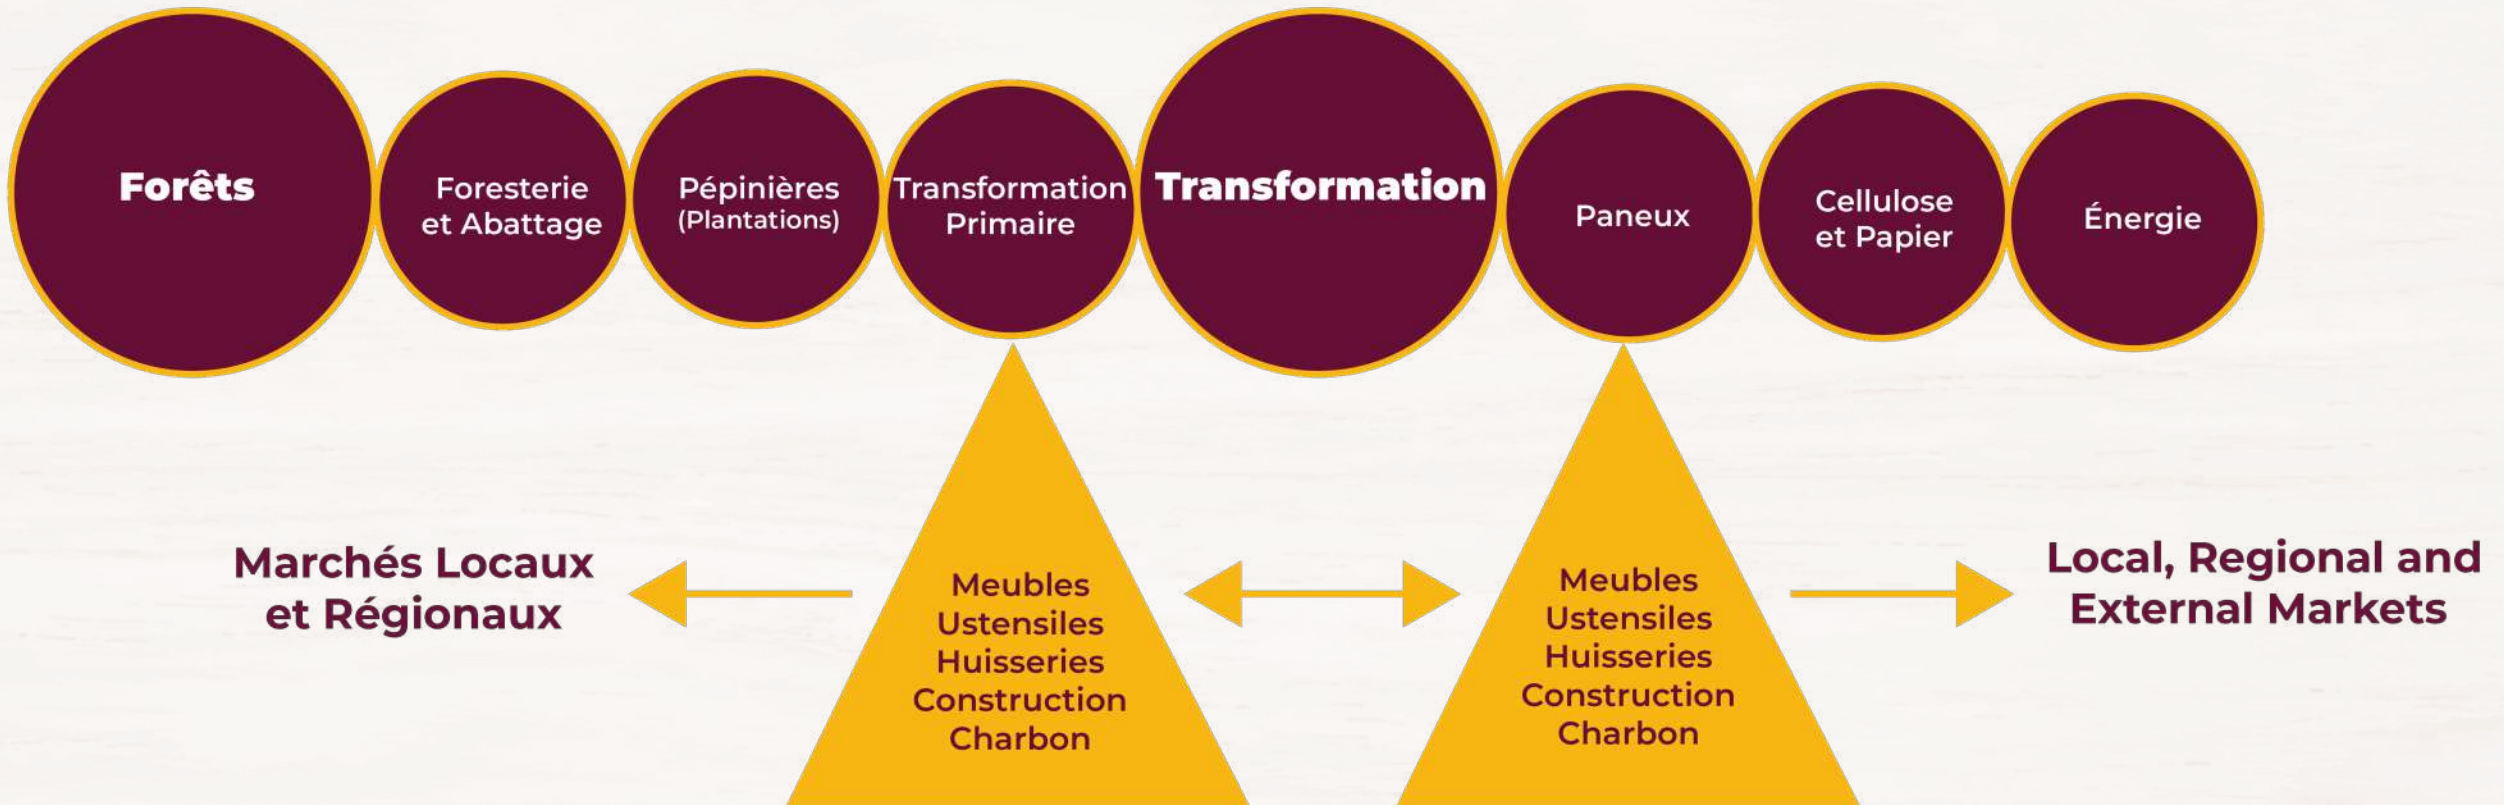 Forêts
Foresterie
et Abattage
Pépinières
(Plantations)
Transformation
Primaire
Transformation
Paneux
Cellulose
et Papier
Énergie
Marchés Locaux
et Régionaux
Meubles
Ustensiles
Huisseries
Construction
Charbon
Meubles
Ustensiles
Huisseries
Construction
Charbon
Local, Regional and
External Markets